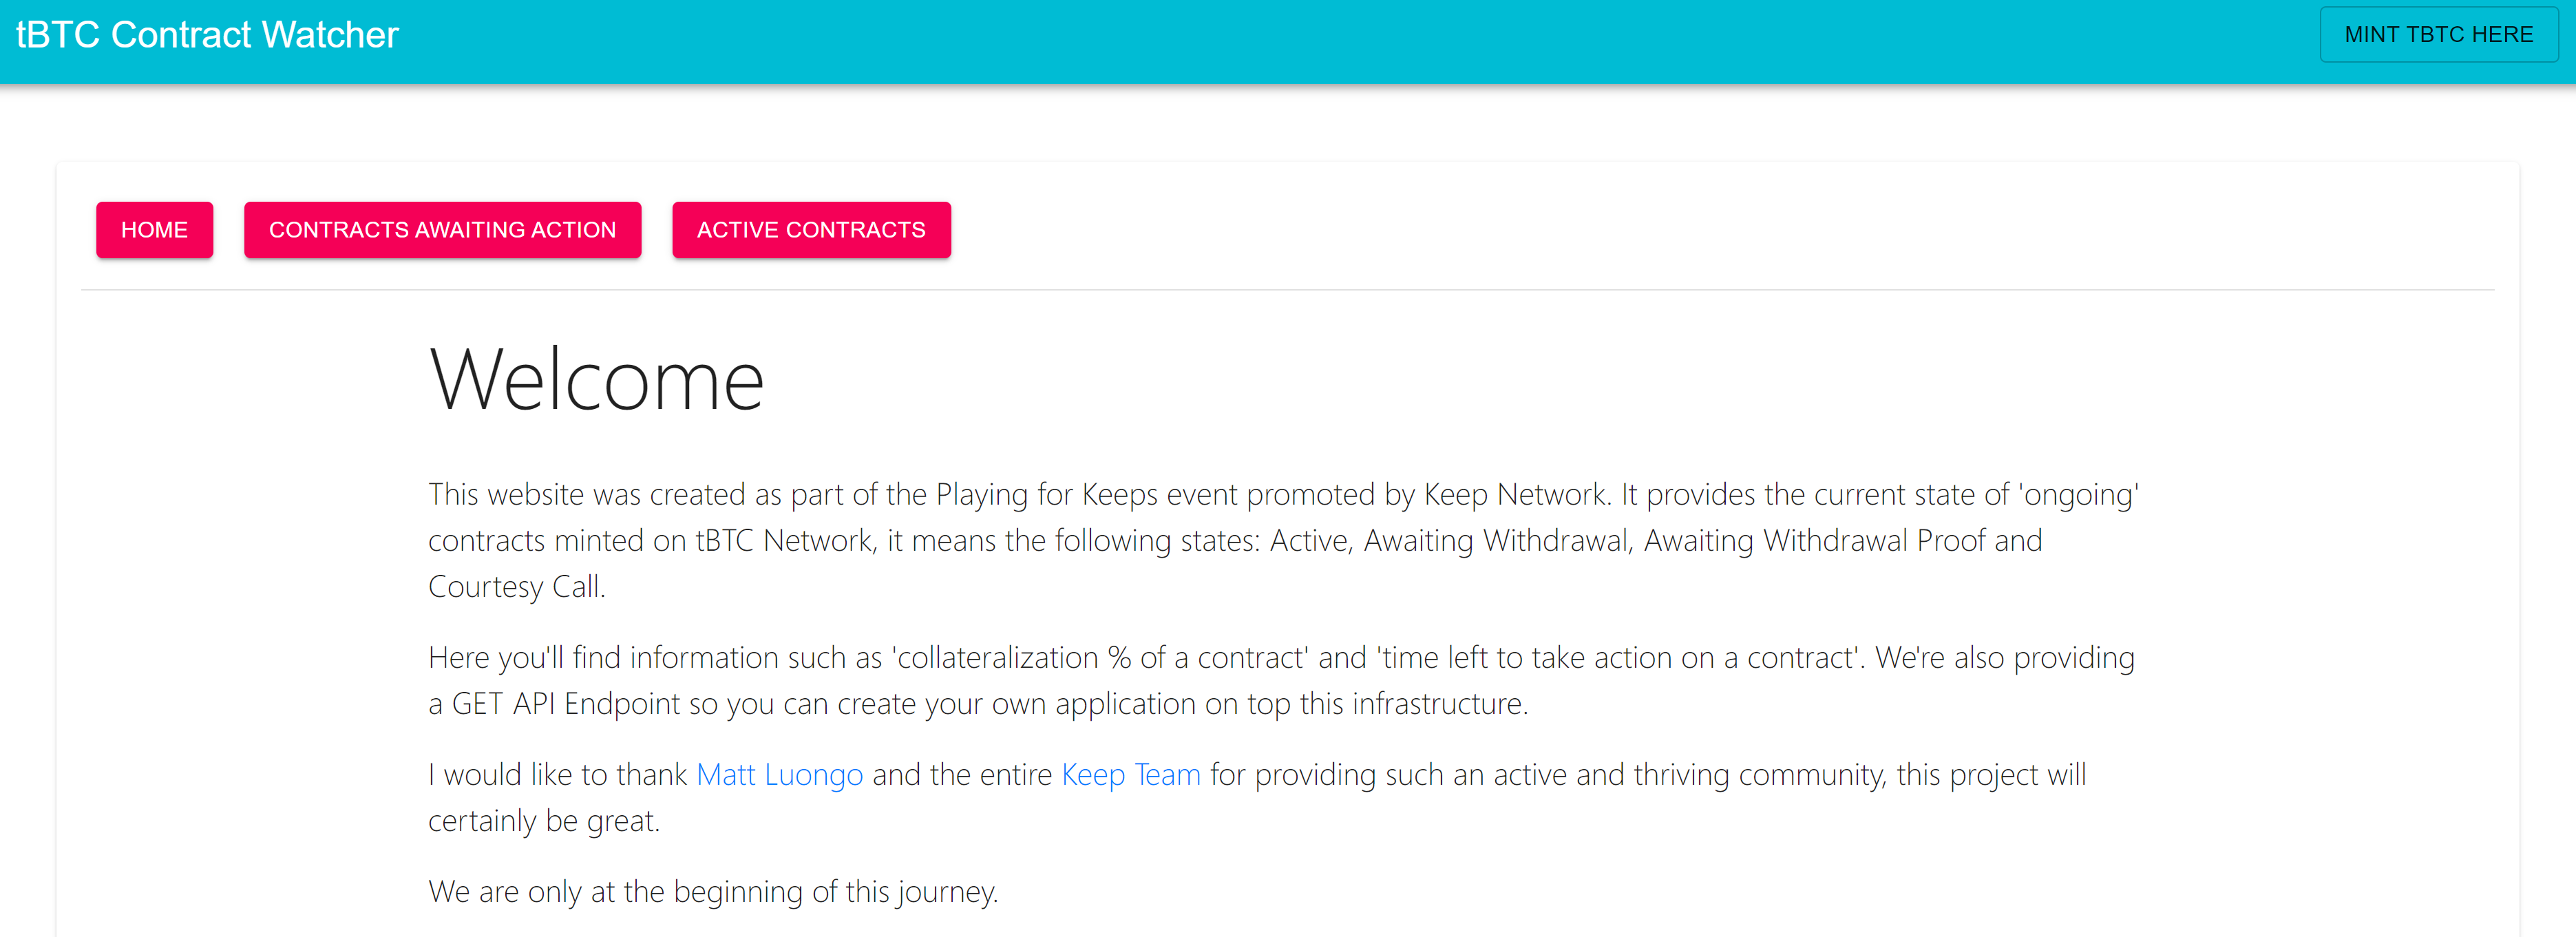 tBTC Contract Watcher
MINT TBTC HERE
HOME
CONTRACTS AWAITING ACTION
ACTIVE CONTRACTS
Welcome
This website was created as part of the Playing for Keeps event promoted by Keep Network. It provides the current state of 'ongoing'
contracts minted on tBTC Network, it means the following states: Active, Awaiting Withdrawal, Awaiting Withdrawal Proof and
Courtesy Call.
Here you'll find information such as 'collateralization % of a contract' and 'time left to take action on a contract'. We're also providing
a GET API Endpoint so you can create your own application on top this infrastructure.
I would like to thank Matt Luongo and the entire Keep Team for providing such an active and thriving community, this project will
certainly be great.
We are only at the beginning of this journey.